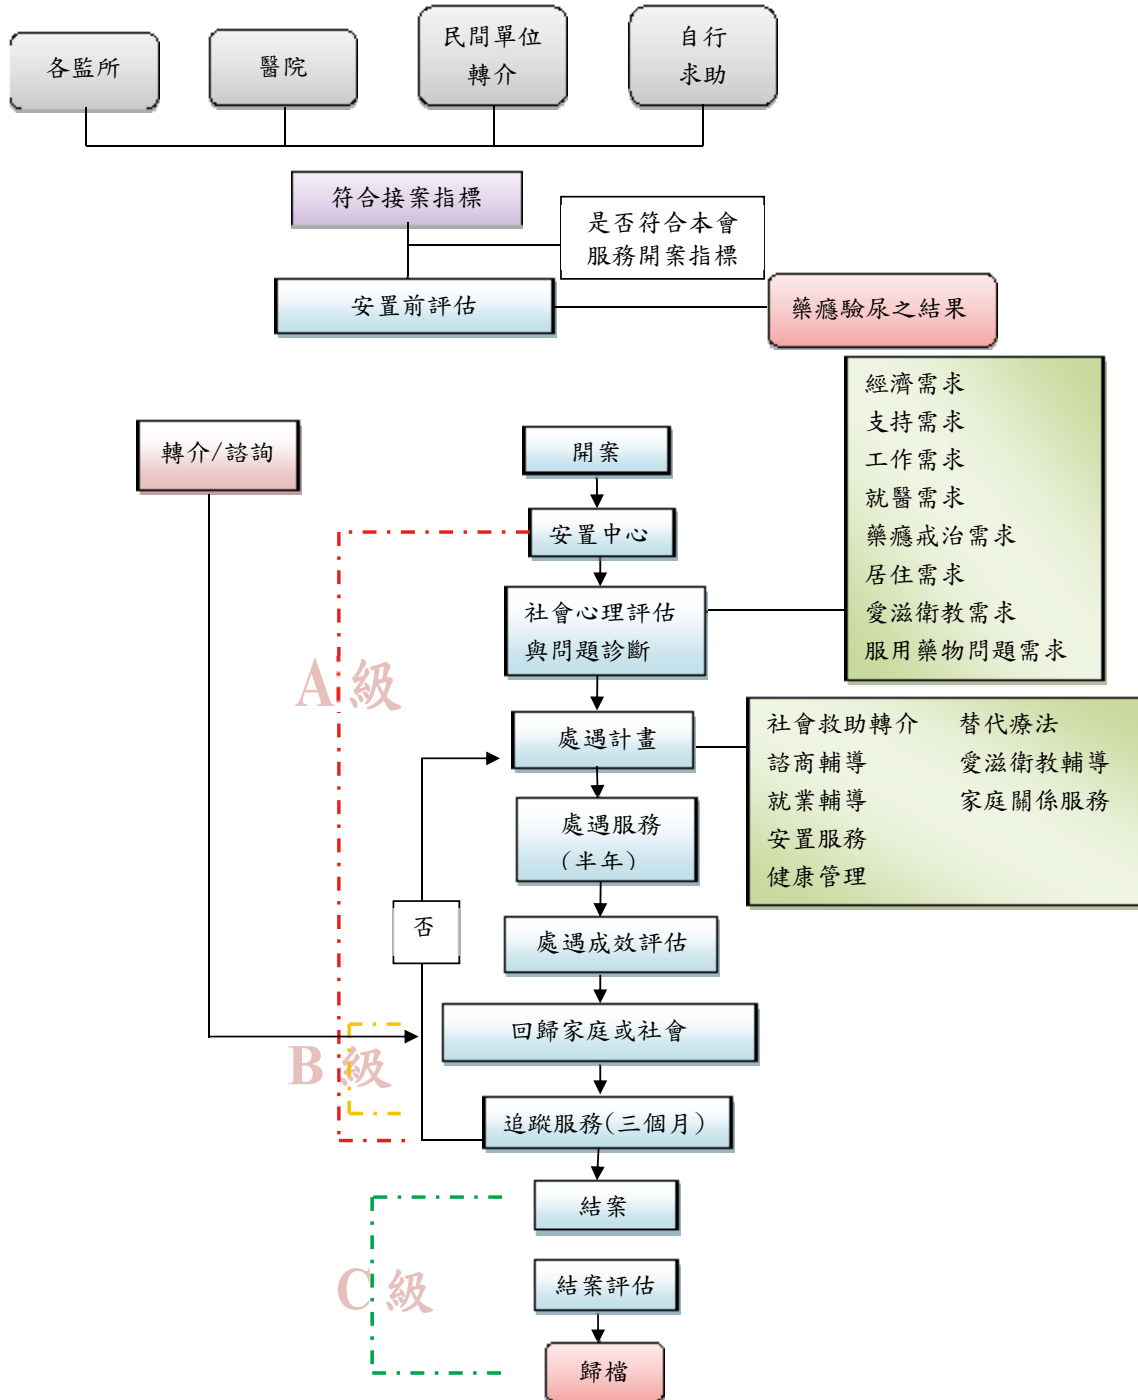 各監所
醫院
民間單位
轉介
自行
求助
符合接案指標
是否符合本會
服務開案指標
安置前評估
藥癮驗尿之結果
經濟需求
支持需求
工作需求
就醫需求
藥癮戒治需求
居住需求
愛滋衛教需求
服用藥物問題需求
轉介/諮詢
開案
安置中心
社會心理評估
與問題診斷
A級
處遇計畫
社會救助轉介
諮商輔導
就業輔導
安置服務
健康管理
替代療法
愛滋衛教輔導
家庭關係服務
處遇服務
(半年)
否
處遇成效評估
回歸家庭或社會
B級
追蹤服務(三個月)
結案
結案評估
C級
歸檔